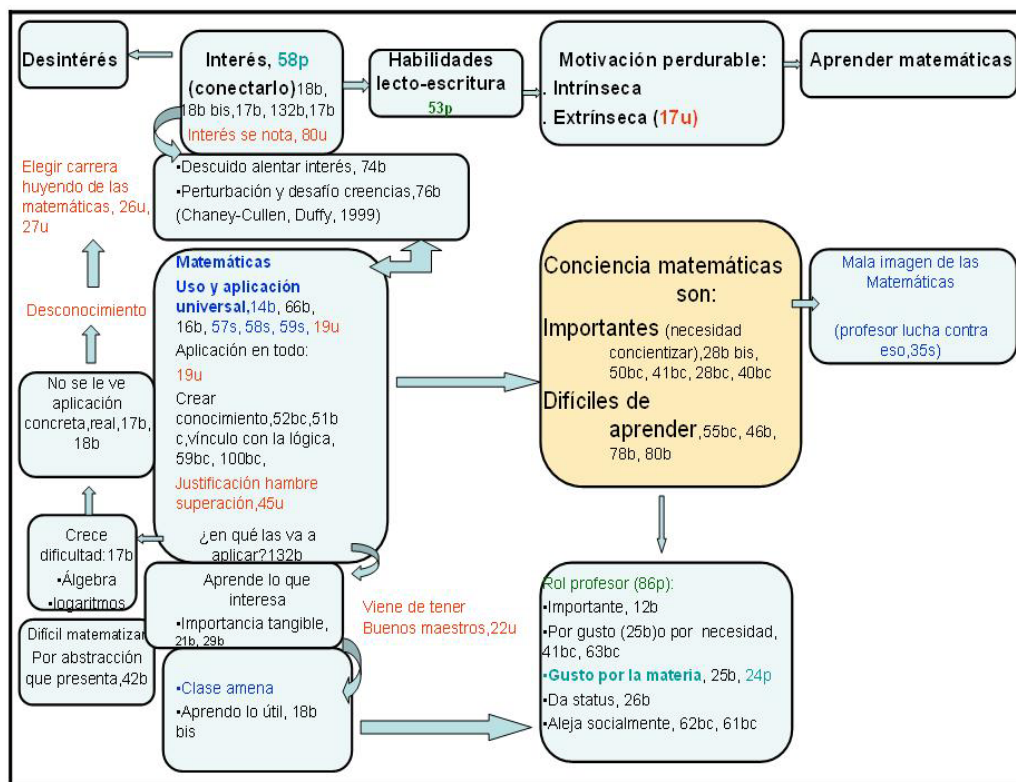 Desintérés
Interés, 58p
(conectarlo)18b,
18b bis,17b, 132b,17b
Interés se nota, 80u
Habilidades
lecto-escritura
53p
Motivación perdurable:
. Intrínseca
. Extrínseca (17u)
Aprender matemáticas
Elegir carrera
huyendo de las
matemáticas, 26u,
27u
•Descuido alentar interés, 74b
•Perturbación y desafío creencias,76b
(Chaney-Cullen, Duffy, 1999)
Desconocimiento
No se le ve
aplicación
concreta,real,17b,
18b
Crece
dificultad:17b
•Álgebra
•logaritmos
Difícil matematizar
Por abstracción
que presenta,42b
Matemáticas
Uso y aplicación
universal,14b, 66b,
16b, 57s, 58s, 59s, 19u
Aplicación en todo:
19u
Crear
conocimiento,52bc,51b
c,vínculo con la lógica,
59bc, 100bc,
Justificación hambre
superación,45u
¿en qué las va a
aplicar?132b
Aprende lo que
interesa
•Importancia tangible,
21b, 29b
Viene de tener
Buenos maestros,22u
•Clase amena
•Aprendo lo útil, 18b
bis
Conciencia matemáticas
son:
Importantes (necesidad
concientizar),28b bis,
50bc, 41bc, 28bc, 40bc
Difíciles de
aprender,55bc, 46b,
78b, 80b
Mala imagen de las
Matemáticas
(profesor lucha contra
eso,35s)
Rol profesor (86p):
•Importante, 12b
•Por gusto (25b)o por necesidad,
41bc, 63bc
•Gusto por la materia, 25b, 24p
•Da status, 26b
•Aleja socialmente, 62bc, 61bc